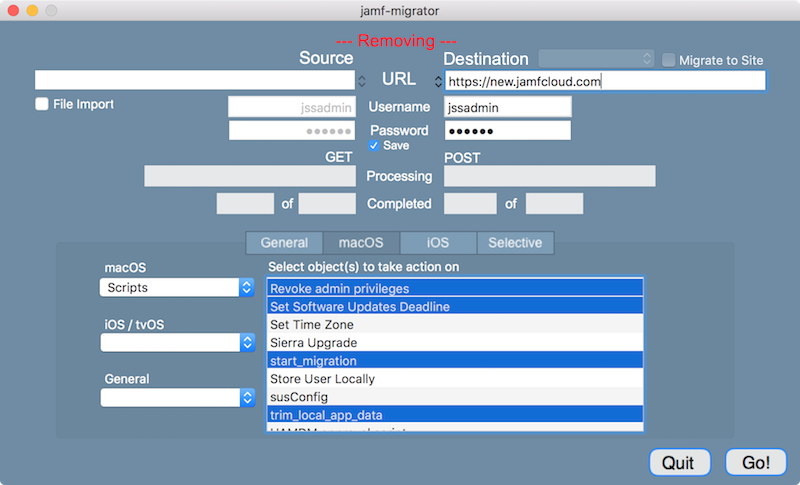 jamf-migrator
--- Removing ---
Source
Destination
Migrate to Site
URL
https://new.jamfcloud.com
File Import
jssadmin
Username
jssadmin
••••••
Password
••••••
Save
GET
POST
Processing
of
Completed
of
General
macOS
iOS
Selective
macOS
Select object(s) to take action on
Scripts
Revoke admin privileges
Set Software Updates Deadline
iOS / tvOS
Set Time Zone
Sierra Upgrade
start_migration
General
Store User Locally
susConfig
trim_local_app_data
Quit
Go!